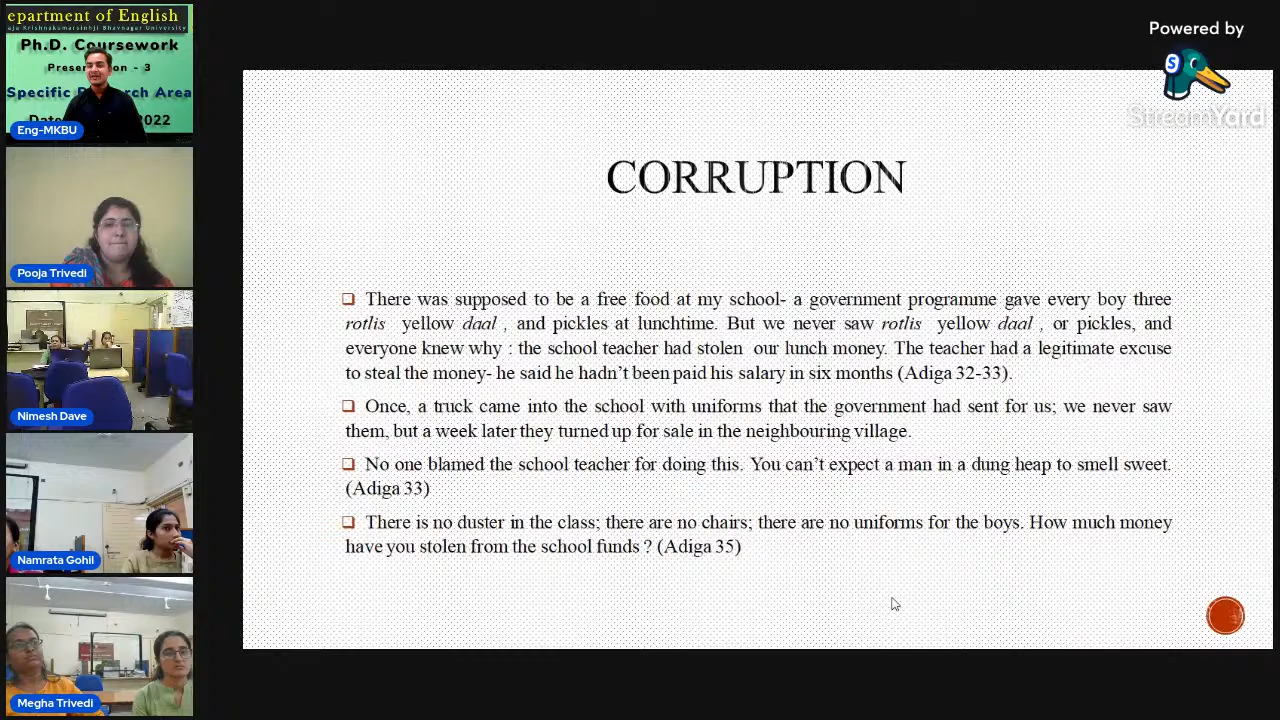 epartment of English
aja Krishnakumarsinhji Bhavnagar University
Ph.D. Coursework
- 3
Specific
Area
2022
Eng-MKBU
Pooja Trivedi
Nimesh Dave
Namrata Gohil
Megha Trivedi
Powered by
S
StreamYard
CORRUPTION
❑ There was supposed to be a free food at my school- a government programme gave every boy three
rotlis yellow daal , and pickles at lunchtime. But we never saw rotlis yellow daal , or pickles, and
everyone knew why : the school teacher had stolen our lunch money. The teacher had a legitimate excuse
to steal the money- he said he hadn’t been paid his salary in six months (Adiga 32-33).
❑ Once, a truck came into the school with uniforms that the government had sent for us; we never saw
them, but a week later they turned up for sale in the neighbouring village.
❑ No one blamed the school teacher for doing this. You can’t expect a man in a dung heap to smell sweet.
(Adiga 33)
❑ There is no duster in the class; there are no chairs; there are no uniforms for the boys. How much money
have you stolen from the school funds ? (Adiga 35)